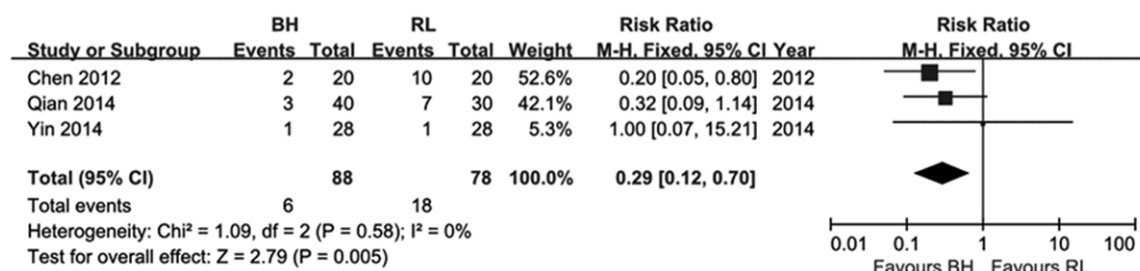 BH RL Risk Ratio Risk Ratio
Study or Subgroup Events Total Events Total Weight M-H, Fixed, 95% CI Year M-H, Fixed, 95% CI
Chen 2012 2 20 10 20 52.6% 0.20 [0.05, 0.80] 2012
Qian 2014 3 40 7 30 42.1% 0.32 [0.09, 1.14] 2014
Yin 2014 1 28 1 28 5.3% 1.00 [0.07, 15.21] 2014
Total (95% CI) 88 78 100.0% 0.29 [0.12, 0.70]
Total events 6 18
Heterogeneity: Chi² = 1.09, df = 2 (P = 0.58); I² = 0%
Test for overall effect: Z = 2.79 (P = 0.005)
0.01 0.1 1 10 100
Favours BH Favours RL